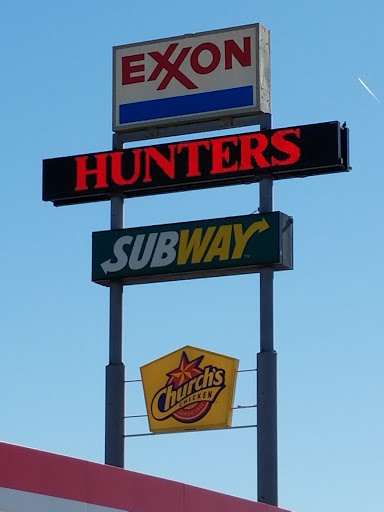 EXXON
HUNTERS
SUBWAY
Church's
CHICKEN